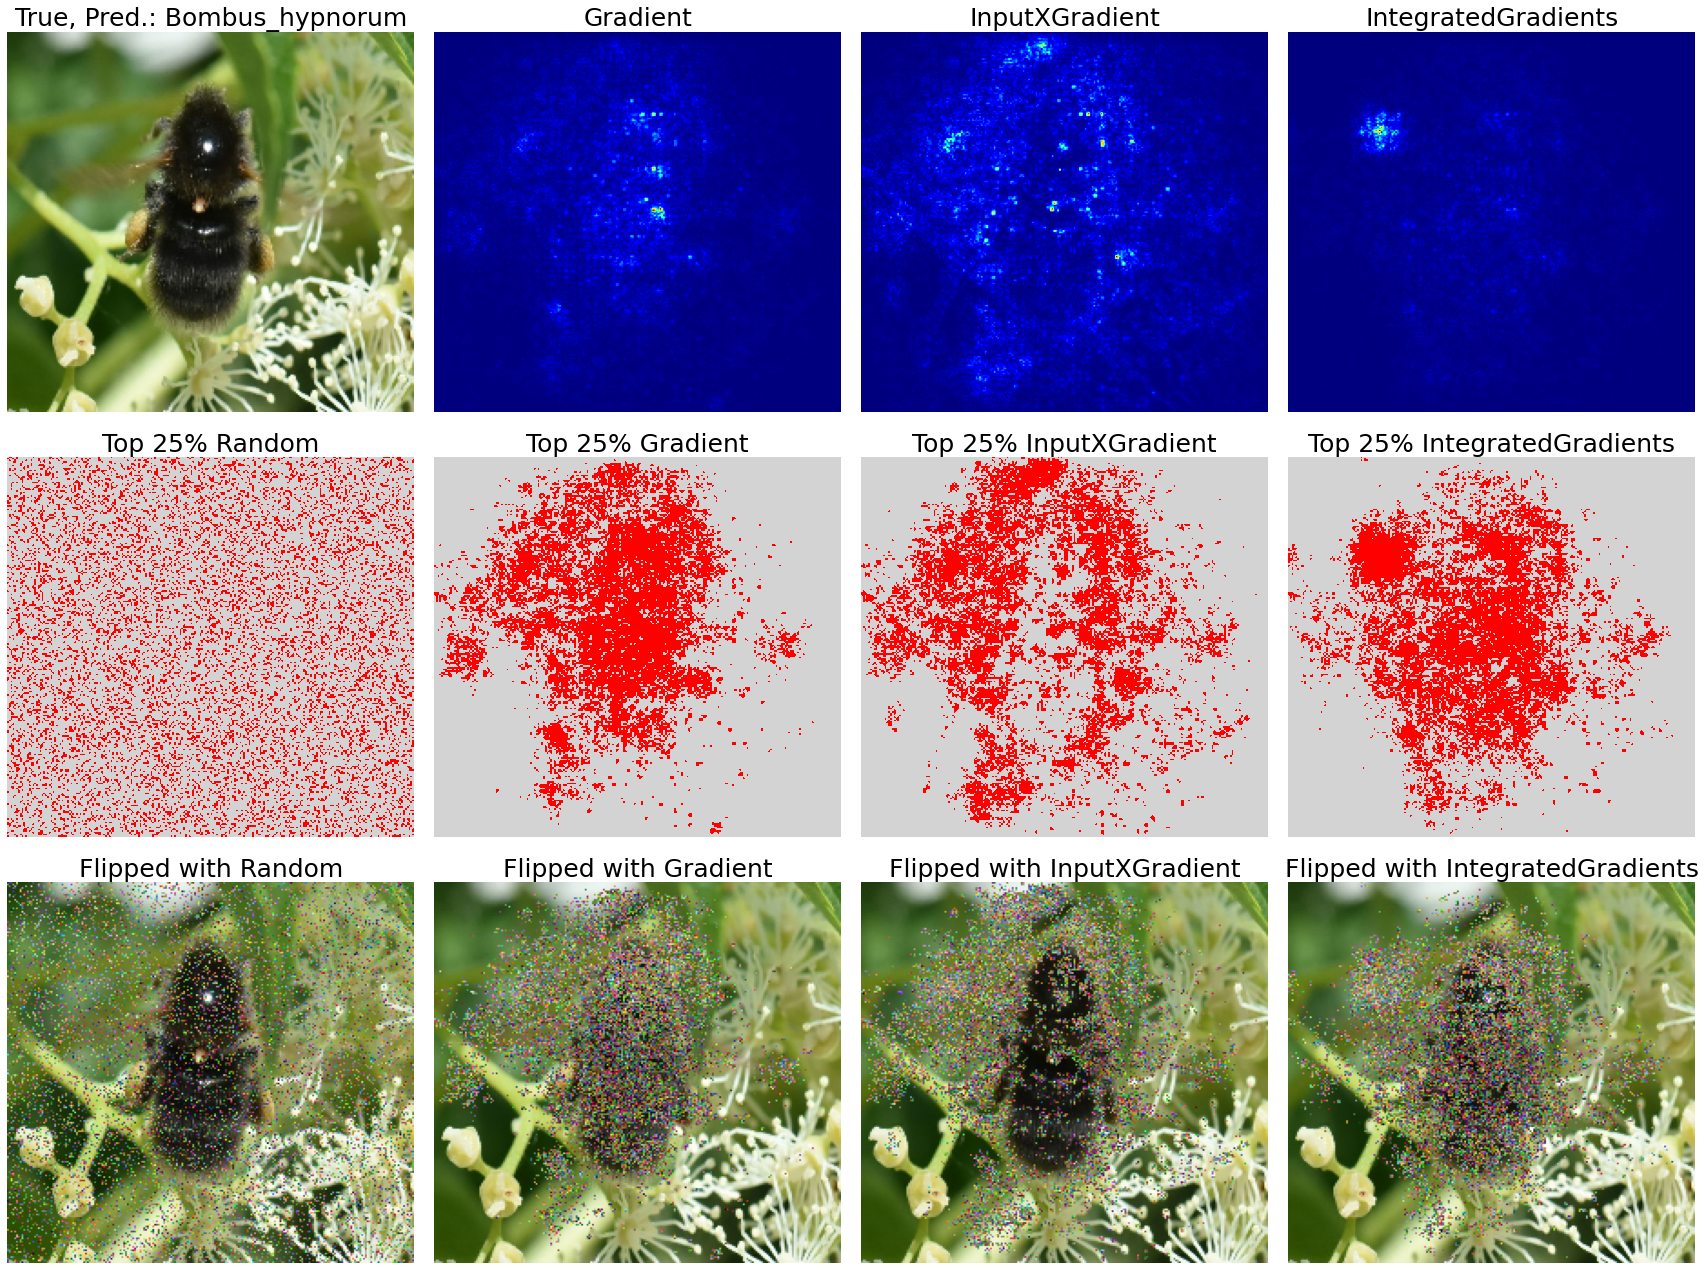 True, Pred.: Bombus_hypnorum
Gradient
InputXGradient
IntegratedGradients
Top 25% Random
Top 25% Gradient
Top 25% InputXGradient
Top 25% IntegratedGradients
Flipped with Random
Flipped with Gradient
Flipped with InputXGradient
Flipped with IntegratedGradients